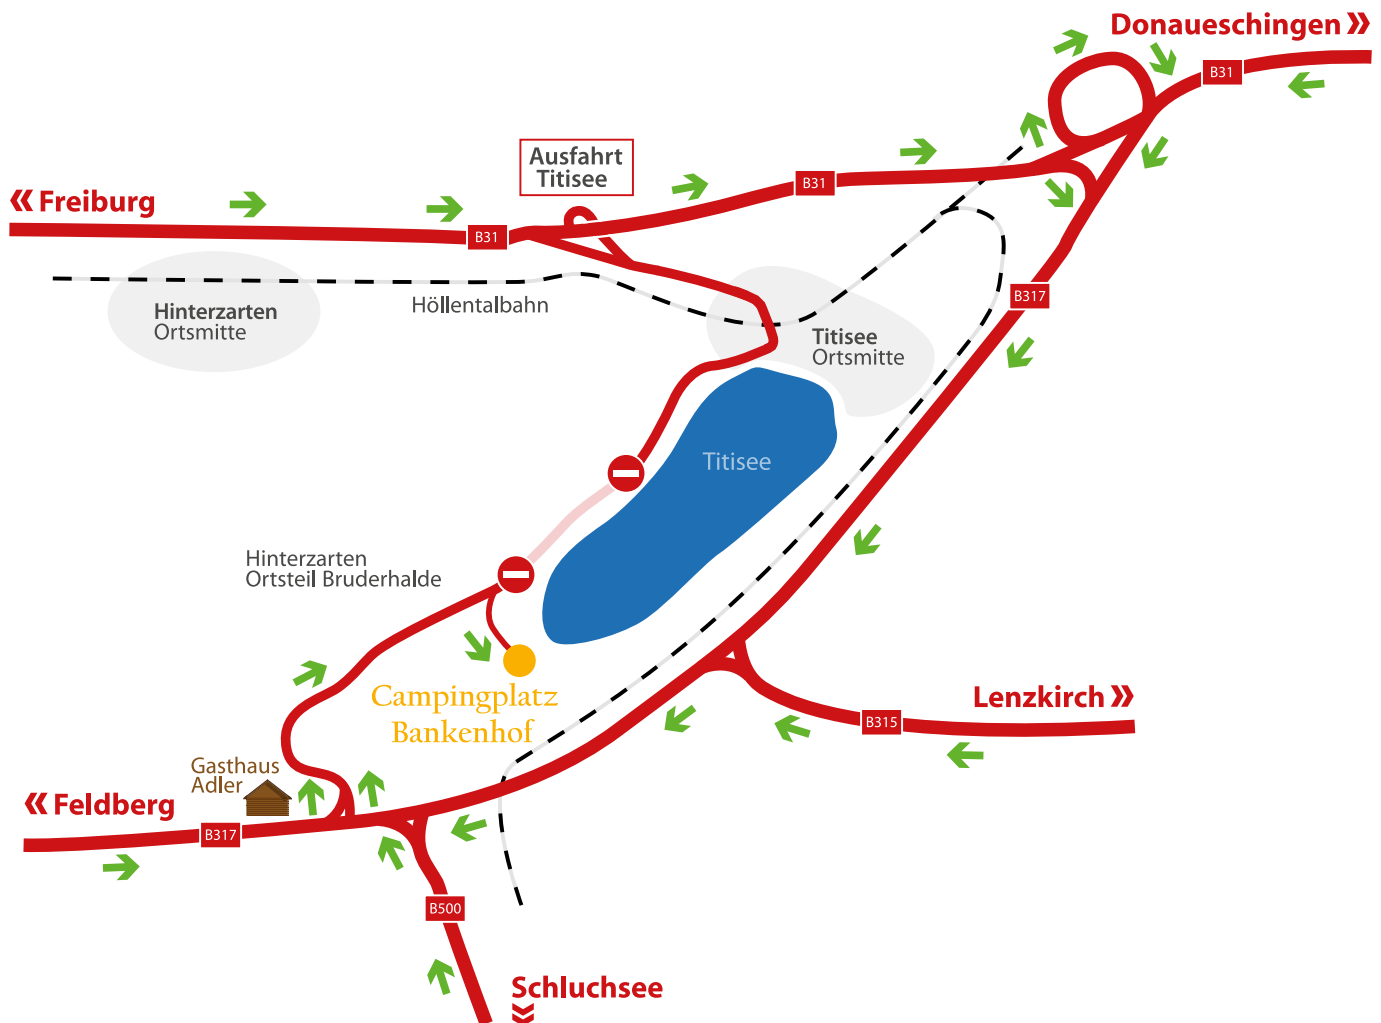 Donaueschingen »
B31
Ausfahrt
Titisee
B31
« Freiburg
B31
B317
Höllentalbahn
Hinterzarten
Ortsmitte
Titisee
Ortsmitte
Titisee
Hinterzarten
Ortsteil Bruderhalde
Campingplatz
Bankenhof
Lenzkirch »
B315
Gasthaus
Adler
« Feldberg
B317
B500
Schluchsee